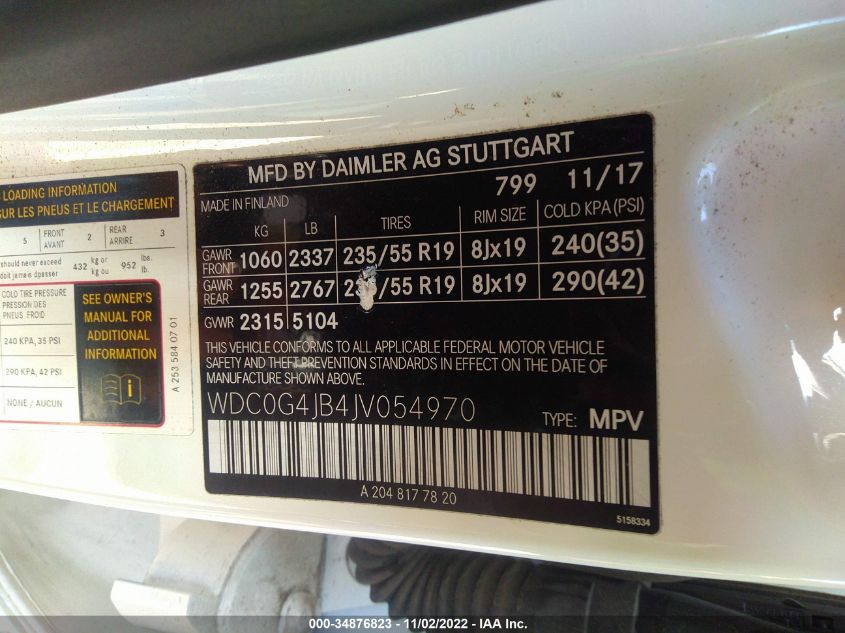 LOADING INFORMATION
SUR LES PNEUS ET LE CHARGEMENT
5 FRONT AVANT 2 REAR ARRIERE 3
should never exceed
doit jamais dpasser 432 kg or kg ou 952 lbs. lb.
COLD TIRE PRESSURE
PRESSION DES
PNEUS FROID
240 KPA, 35 PSI
290 KPA, 42 PSI
NONE / AUCUN
SEE OWNER'S
MANUAL FOR
ADDITIONAL
INFORMATION
A 253 584 07 01
MFD BY DAIMLER AG STUTTGART
MADE IN FINLAND 799 11/17
KG LB TIRES RIM SIZE COLD KPA(PSI)
GAWR FRONT 1060 2337 235/55 R19 8Jx19 240(35)
GAWR REAR 1255 2767 235/55 R19 8Jx19 290(42)
GVWR 2315 5104
THIS VEHICLE CONFORMS TO ALL APPLICABLE FEDERAL MOTOR VEHICLE
SAFETY AND THEFT PREVENTION STANDARDS IN EFFECT ON THE DATE OF
MANUFACTURE SHOWN ABOVE.
WDC0G4JB4JV054970 TYPE: MPV
A 204 817 78 20
5158334
000-34876823 - 11/02/2022 - IAA Inc.